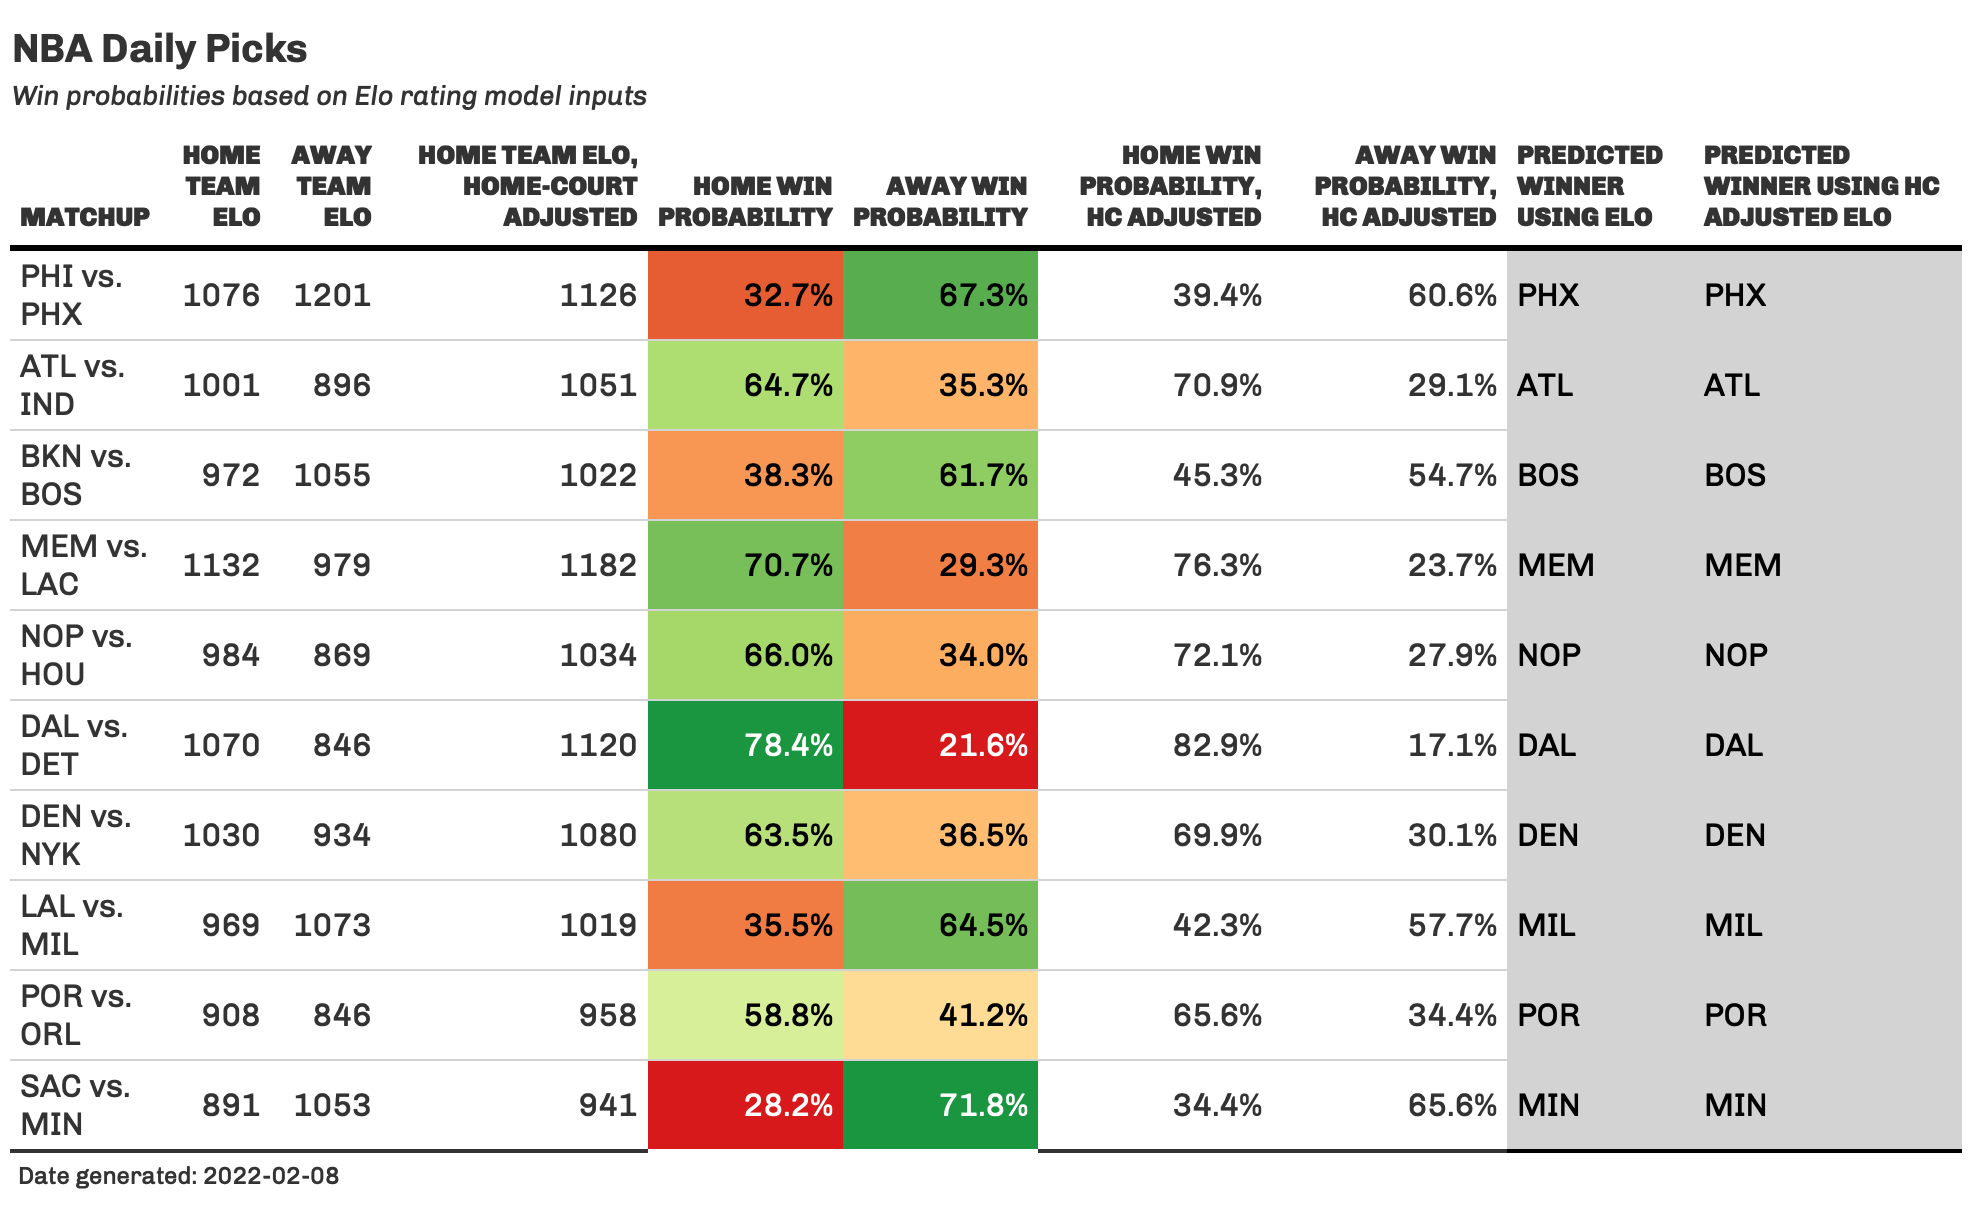 NBA Daily Picks
Win probabilities based on Elo rating model inputs
MATCHUP HOME TEAM ELO AWAY TEAM ELO HOME TEAM ELO, HOME-COURT ADJUSTED HOME WIN PROBABILITY AWAY WIN PROBABILITY HOME WIN PROBABILITY, HC ADJUSTED AWAY WIN PROBABILITY, HC ADJUSTED PREDICTED WINNER USING ELO PREDICTED WINNER USING HC ADJUSTED ELO
PHI vs. PHX 1076 1201 1126 32.7% 67.3% 39.4% 60.6% PHX PHX
ATL vs. IND 1001 896 1051 64.7% 35.3% 70.9% 29.1% ATL ATL
BKN vs. BOS 972 1055 1022 38.3% 61.7% 45.3% 54.7% BOS BOS
MEM vs. LAC 1132 979 1182 70.7% 29.3% 76.3% 23.7% MEM MEM
NOP vs. HOU 984 869 1034 66.0% 34.0% 72.1% 27.9% NOP NOP
DAL vs. DET 1070 846 1120 78.4% 21.6% 82.9% 17.1% DAL DAL
DEN vs. NYK 1030 934 1080 63.5% 36.5% 69.9% 30.1% DEN DEN
LAL vs. MIL 969 1073 1019 35.5% 64.5% 42.3% 57.7% MIL MIL
POR vs. ORL 908 846 958 58.8% 41.2% 65.6% 34.4% POR POR
SAC vs. MIN 891 1053 941 28.2% 71.8% 34.4% 65.6% MIN MIN
Date generated: 2022-02-08